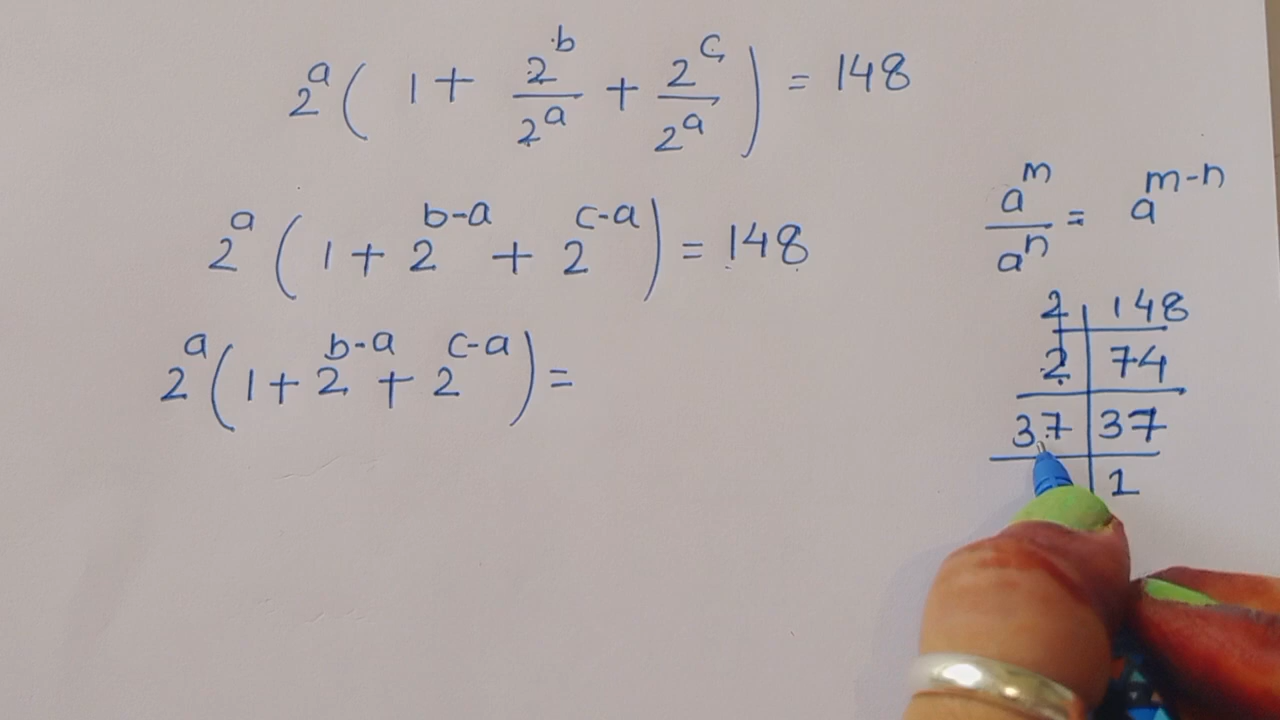 2^a ( 1 + 2^b/2^a + 2^c/2^a ) = 148
2^a ( 1 + 2^(b-a) + 2^(c-a) ) = 148
2^a ( 1 + 2^(b-a) + 2^(c-a) ) =
a^m/a^n = a^(m-n)
2 | 148
2 | 74
37 | 37
| 1